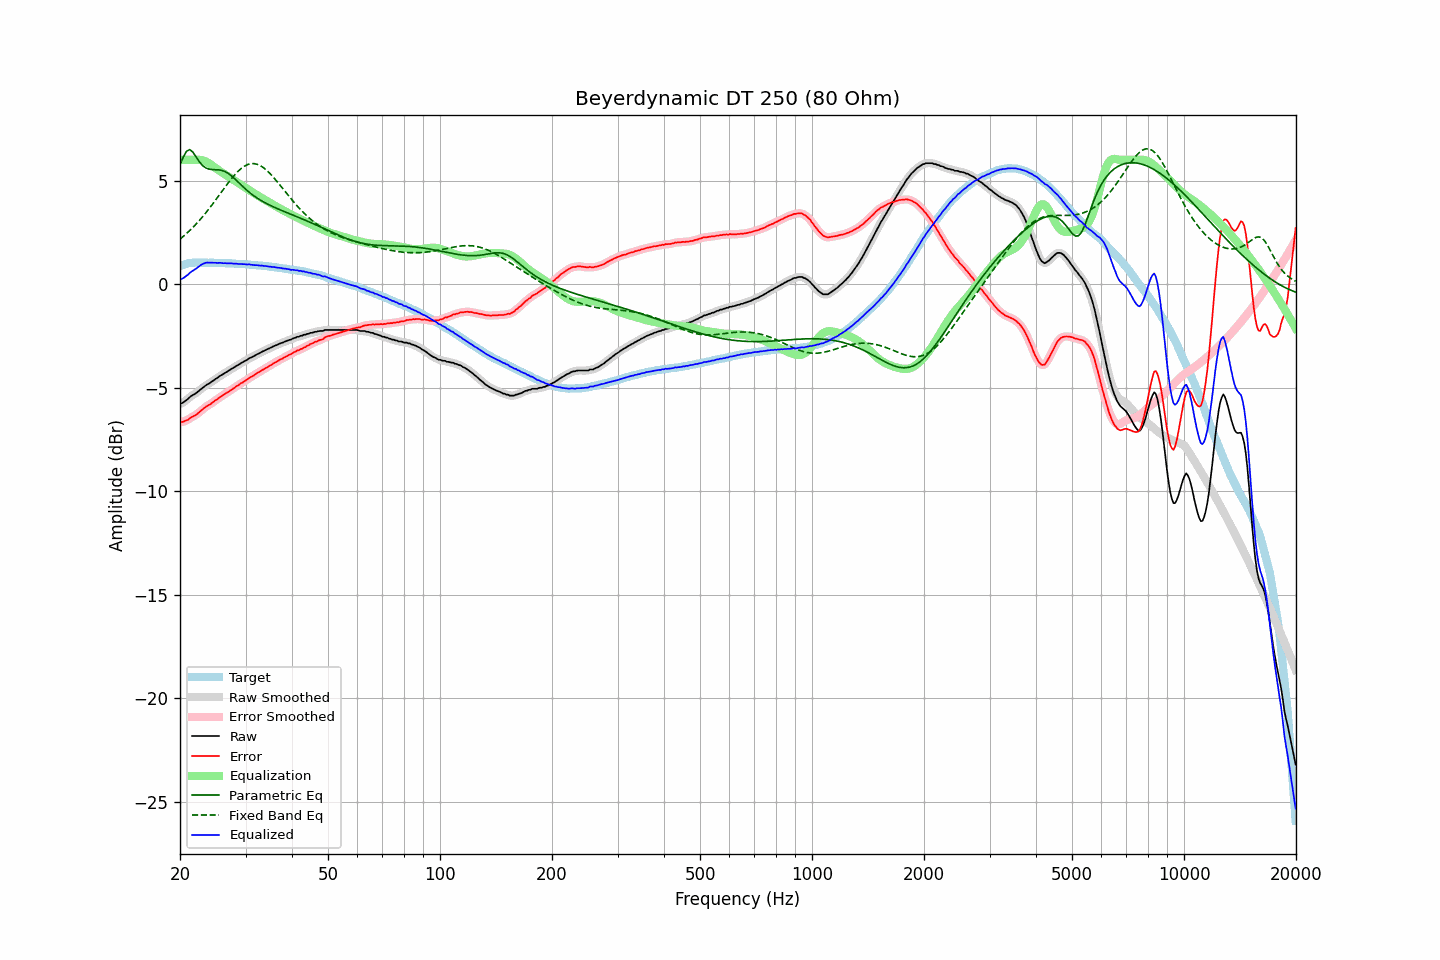 Beyerdynamic DT 250 (80 Ohm)
Amplitude (dBr)
5
0
−5
−10
−15
−20
−25
Target
Raw Smoothed
Error Smoothed
Raw
Error
Equalization
Parametric Eq
Fixed Band Eq
Equalized
20 50 100 200 500 1000 2000 5000 10000 20000
Frequency (Hz)